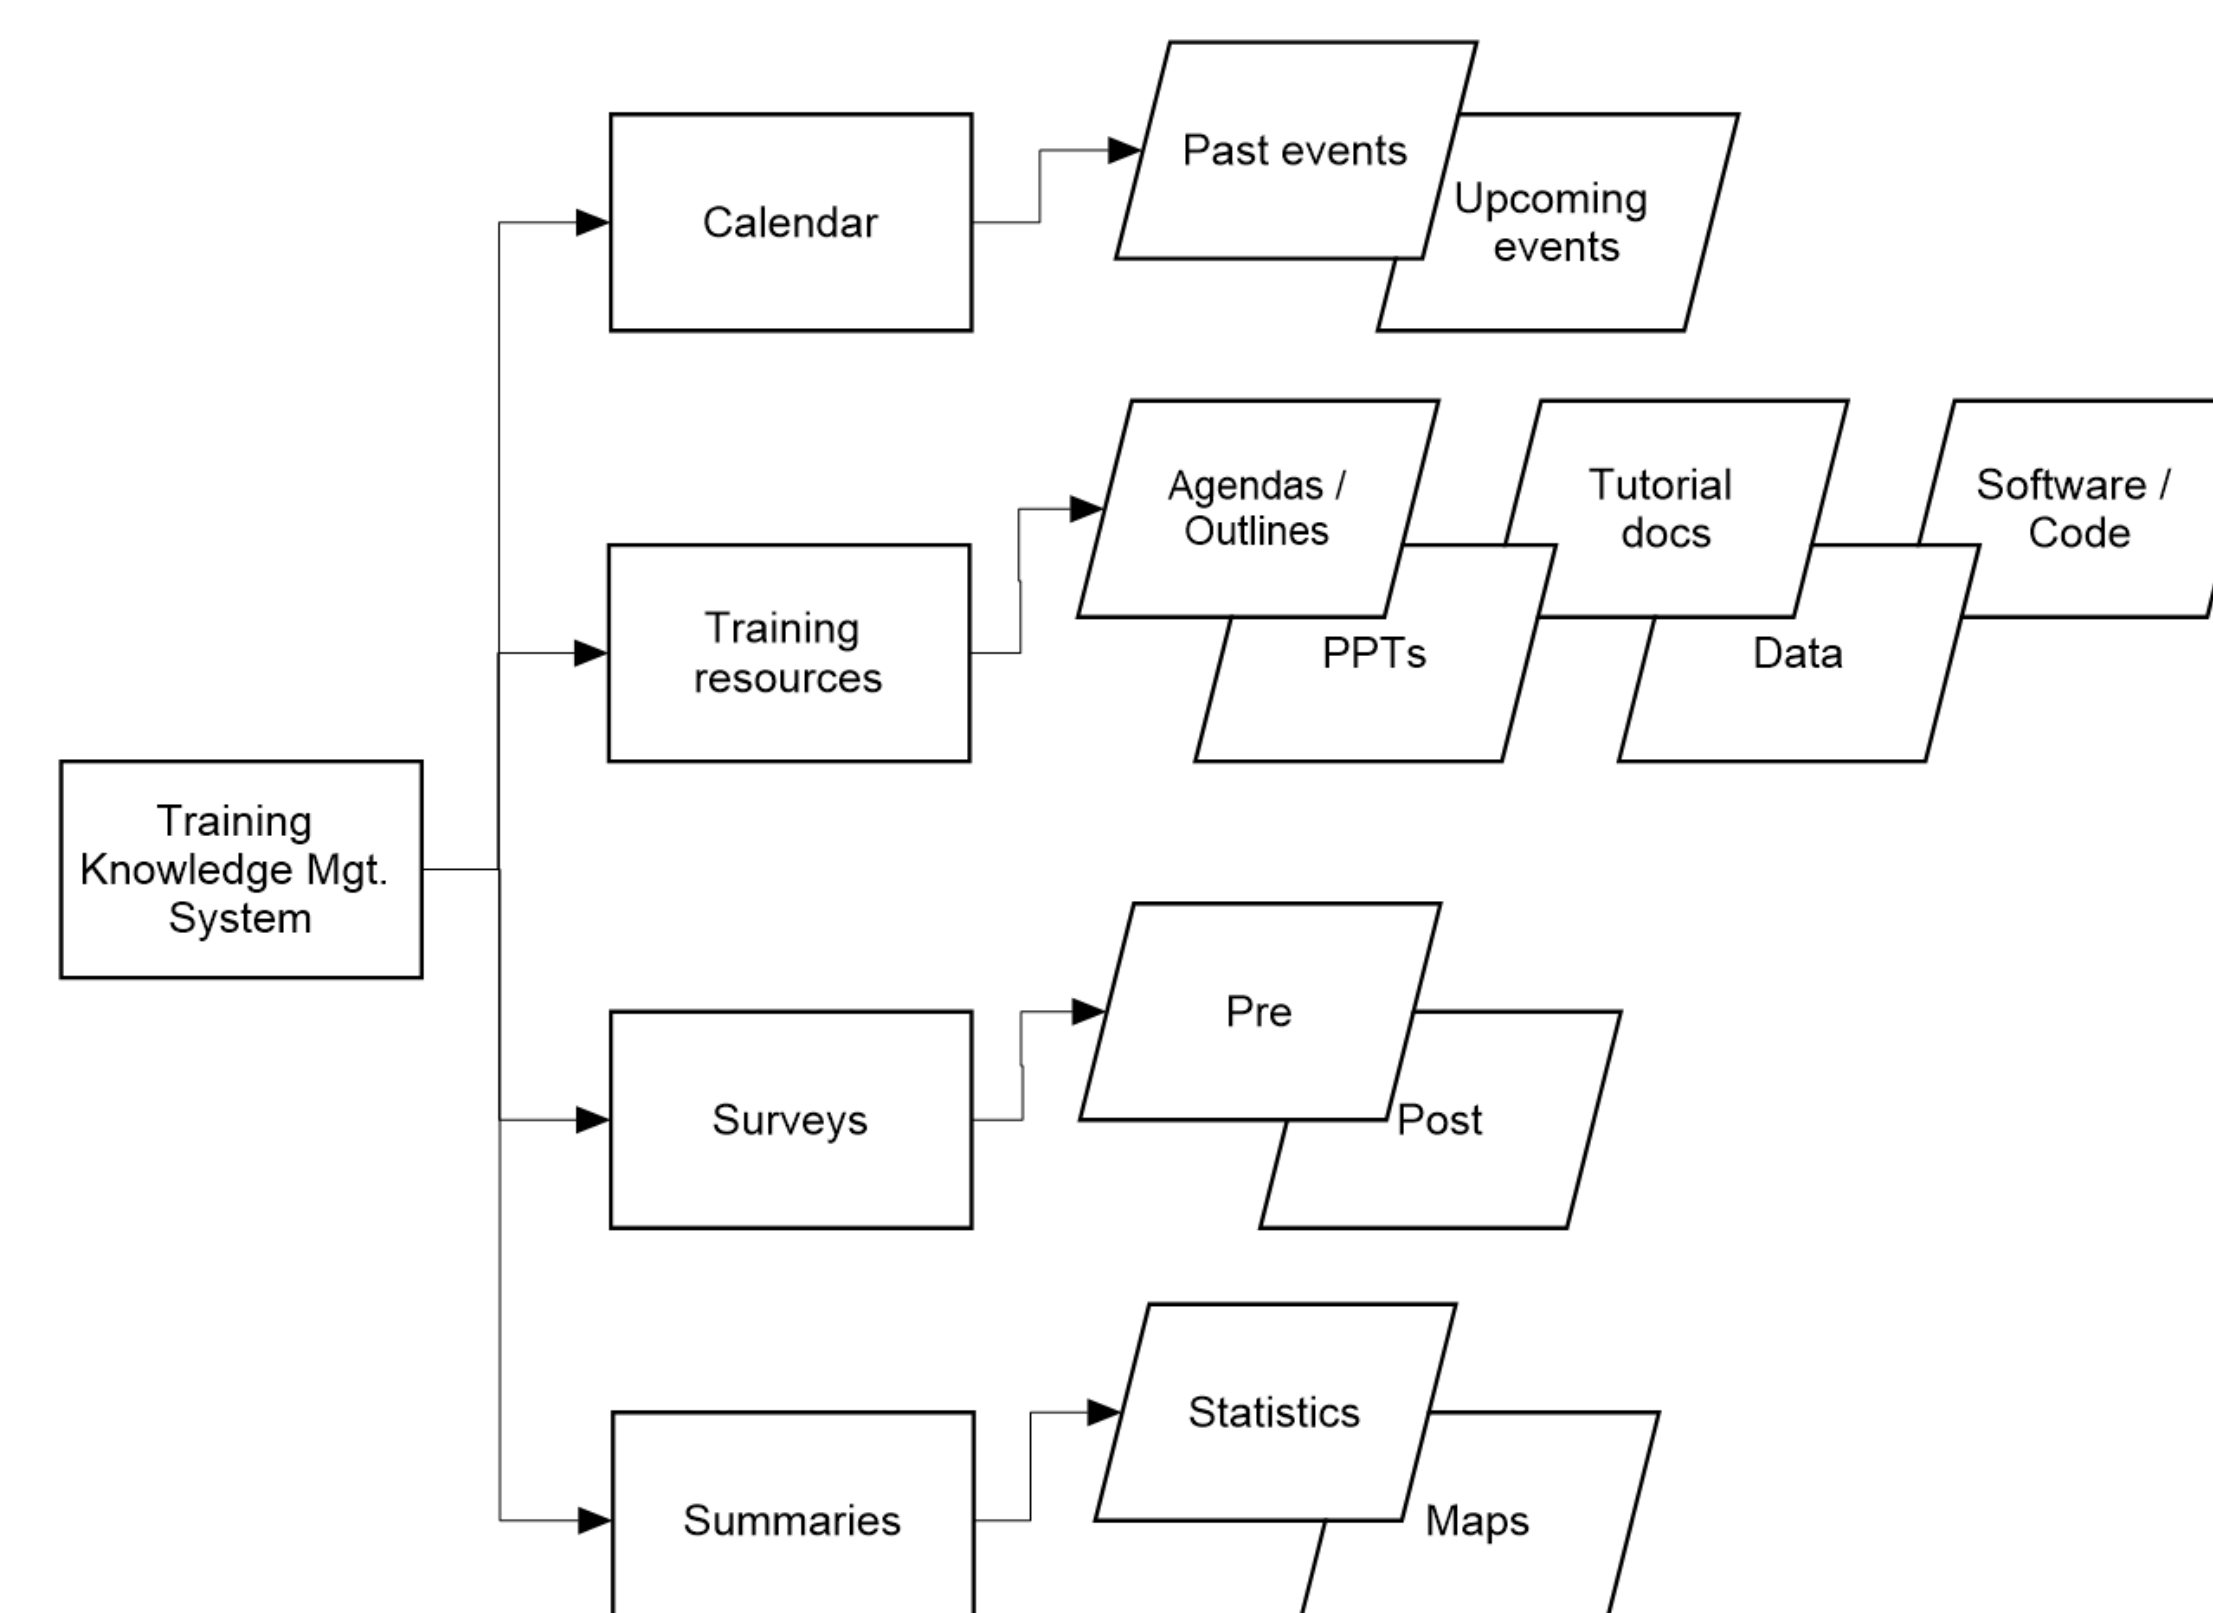 Past events
Calendar
Upcoming
events
Agendas /
Outlines
Tutorial
docs
Software /
Code
Training
resources
PPTs
Data
Training
Knowledge Mgt.
System
Pre
Surveys
Post
Statistics
Summaries
Maps